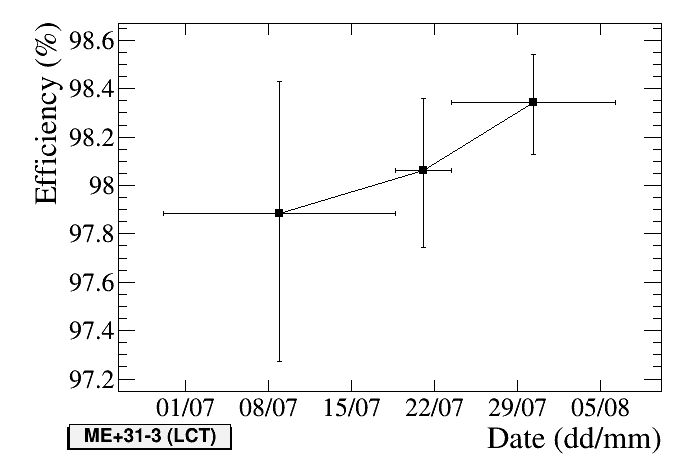 Efficiency (%)
98.6
98.4
98.2
98
97.8
97.6
97.4
97.2
01/07 08/07 15/07 22/07 29/07 05/08
Date (dd/mm)
ME+31-3 (LCT)